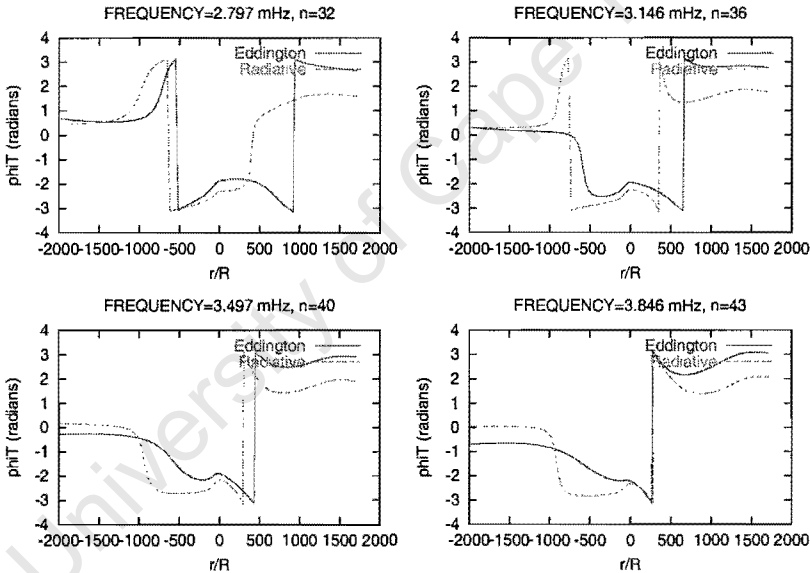 FREQUENCY=2.797 mHz, n=32
phiT (radians)
4
3
2
1
0
-1
-2
-3
-4
Eddington
Radiative
-2000-1500-1000 -500 0 500 1000 1500 2000
r/R
FREQUENCY=3.146 mHz, n=36
phiT (radians)
4
3
2
1
0
-1
-2
-3
-4
Eddington
Radiative
-2000-1500-1000 -500 0 500 1000 1500 2000
r/R
FREQUENCY=3.497 mHz, n=40
phiT (radians)
4
3
2
1
0
-1
-2
-3
-4
Eddington
Radiative
-2000-1500-1000 -500 0 500 1000 1500 2000
r/R
FREQUENCY=3.846 mHz, n=43
phiT (radians)
4
3
2
1
0
-1
-2
-3
-4
Eddington
Radiative
-2000-1500-1000 -500 0 500 1000 1500 2000
r/R
University of Cape